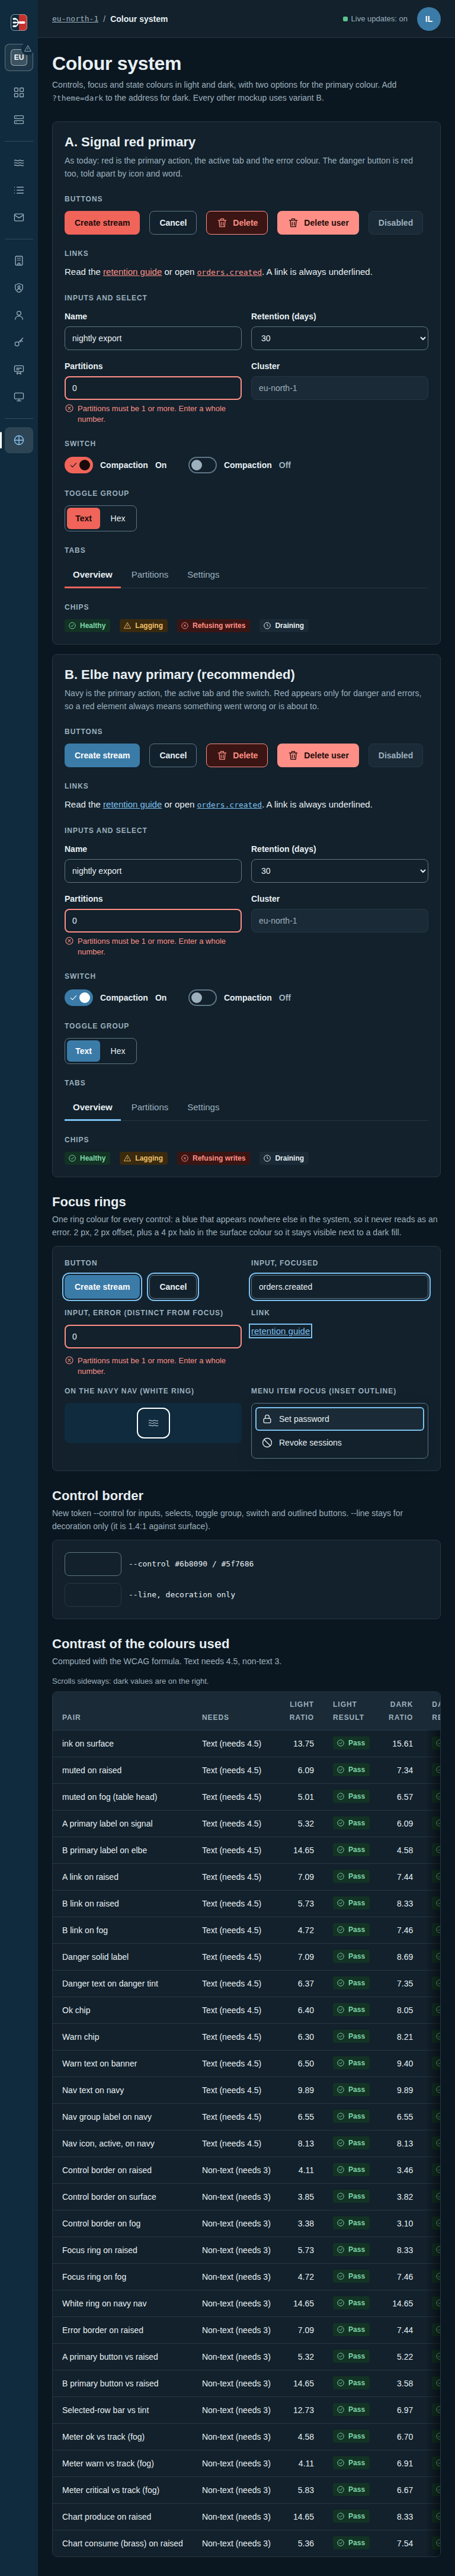 eu-north-1 / Colour system
Live updates: on
IL
EU
Colour system
Controls, focus and state colours in light and dark, with two options for the primary colour. Add
?theme=dark to the address for dark. Every other mockup uses variant B.
A. Signal red primary
As today: red is the primary action, the active tab and the error colour. The danger button is red
too, told apart by icon and word.
BUTTONS
Create stream Cancel Delete Delete user Disabled
LINKS
Read the retention guide or open orders.created. A link is always underlined.
INPUTS AND SELECT
Name Retention (days)
nightly export 30
Partitions Cluster
0 eu-north-1
Partitions must be 1 or more. Enter a whole
number.
SWITCH
Compaction On Compaction Off
TOGGLE GROUP
Text Hex
TABS
Overview Partitions Settings
CHIPS
Healthy Lagging Refusing writes Draining
B. Elbe navy primary (recommended)
Navy is the primary action, the active tab and the switch. Red appears only for danger and errors,
so a red element always means something went wrong or is about to.
BUTTONS
Create stream Cancel Delete Delete user Disabled
LINKS
Read the retention guide or open orders.created. A link is always underlined.
INPUTS AND SELECT
Name Retention (days)
nightly export 30
Partitions Cluster
0 eu-north-1
Partitions must be 1 or more. Enter a whole
number.
SWITCH
Compaction On Compaction Off
TOGGLE GROUP
Text Hex
TABS
Overview Partitions Settings
CHIPS
Healthy Lagging Refusing writes Draining
Focus rings
One ring colour for every control: a blue that appears nowhere else in the system, so it never reads as an
error. 2 px, 2 px offset, plus a 4 px halo in the surface colour so it stays visible next to a dark fill.
BUTTON INPUT, FOCUSED
Create stream Cancel orders.created
INPUT, ERROR (DISTINCT FROM FOCUS) LINK
0 retention guide
Partitions must be 1 or more. Enter a whole
number.
ON THE NAVY NAV (WHITE RING) MENU ITEM FOCUS (INSET OUTLINE)
Set password
Revoke sessions
Control border
New token --control for inputs, selects, toggle group, switch and outlined buttons. --line stays for
decoration only (it is 1.4:1 against surface).
--control #6b8090 / #5f7686
--line, decoration only
Contrast of the colours used
Computed with the WCAG formula. Text needs 4.5, non-text 3.
Scrolls sideways: dark values are on the right.
PAIR NEEDS LIGHT RATIO LIGHT RESULT DARK RATIO
ink on surface Text (needs 4.5) 13.75 Pass 15.61
muted on raised Text (needs 4.5) 6.09 Pass 7.34
muted on fog (table head) Text (needs 4.5) 5.01 Pass 6.57
A primary label on signal Text (needs 4.5) 5.32 Pass 6.09
B primary label on elbe Text (needs 4.5) 14.65 Pass 4.58
A link on raised Text (needs 4.5) 7.09 Pass 7.44
B link on raised Text (needs 4.5) 5.73 Pass 8.33
B link on fog Text (needs 4.5) 4.72 Pass 7.46
Danger solid label Text (needs 4.5) 7.09 Pass 8.69
Danger text on danger tint Text (needs 4.5) 6.37 Pass 7.35
Ok chip Text (needs 4.5) 6.40 Pass 8.05
Warn chip Text (needs 4.5) 6.30 Pass 8.21
Warn text on banner Text (needs 4.5) 6.50 Pass 9.40
Nav text on navy Text (needs 4.5) 9.89 Pass 9.89
Nav group label on navy Text (needs 4.5) 6.55 Pass 6.55
Nav icon, active, on navy Text (needs 4.5) 8.13 Pass 8.13
Control border on raised Non-text (needs 3) 4.11 Pass 3.46
Control border on surface Non-text (needs 3) 3.85 Pass 3.82
Control border on fog Non-text (needs 3) 3.38 Pass 3.10
Focus ring on raised Non-text (needs 3) 5.73 Pass 8.33
Focus ring on fog Non-text (needs 3) 4.72 Pass 7.46
White ring on navy nav Non-text (needs 3) 14.65 Pass 14.65
Error border on raised Non-text (needs 3) 7.09 Pass 7.44
A primary button vs raised Non-text (needs 3) 5.32 Pass 5.22
B primary button vs raised Non-text (needs 3) 14.65 Pass 3.58
Selected-row bar vs tint Non-text (needs 3) 12.73 Pass 6.97
Meter ok vs track (fog) Non-text (needs 3) 4.58 Pass 6.70
Meter warn vs track (fog) Non-text (needs 3) 4.11 Pass 6.91
Meter critical vs track (fog) Non-text (needs 3) 5.83 Pass 6.67
Chart produce on raised Non-text (needs 3) 14.65 Pass 8.33
Chart consume (brass) on raised Non-text (needs 3) 5.36 Pass 7.54